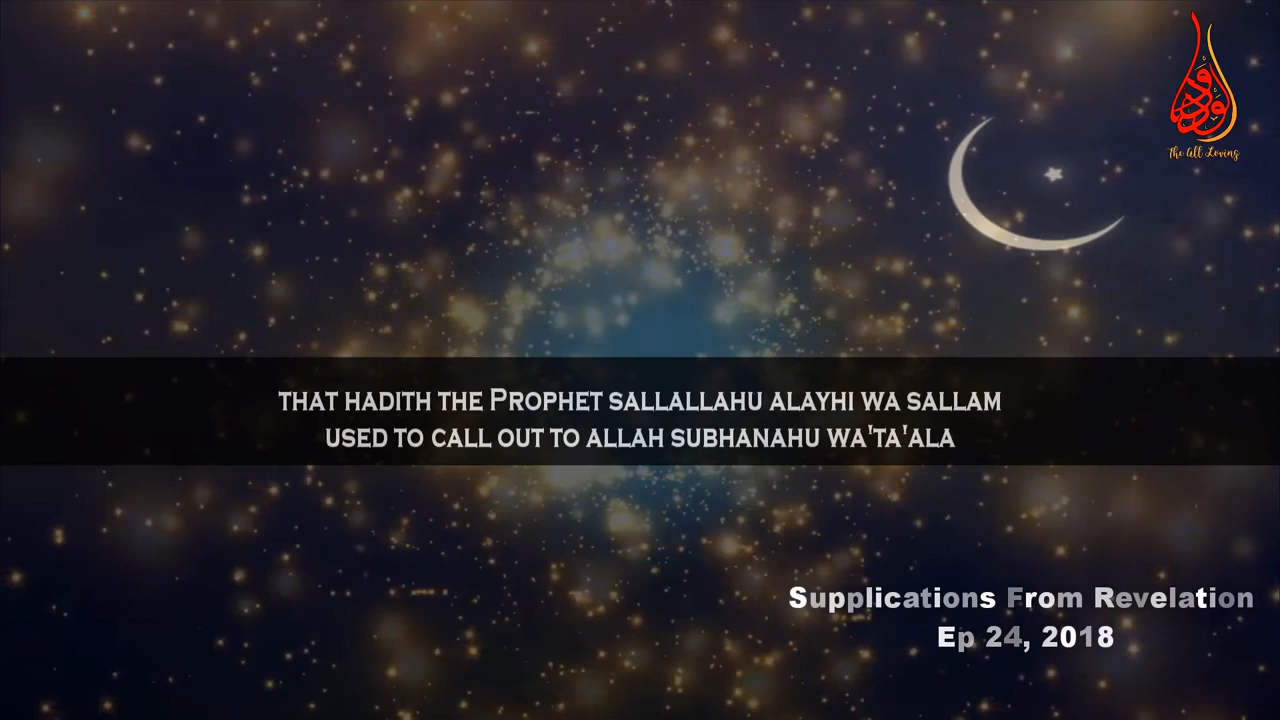 الودود
The All Loving
THAT HADITH THE PROPHET SALLALLAHU ALAYHI WA SALLAM
USED TO CALL OUT TO ALLAH SUBHANAHU WA'TA'ALA
Supplications From Revelation
Ep 24, 2018